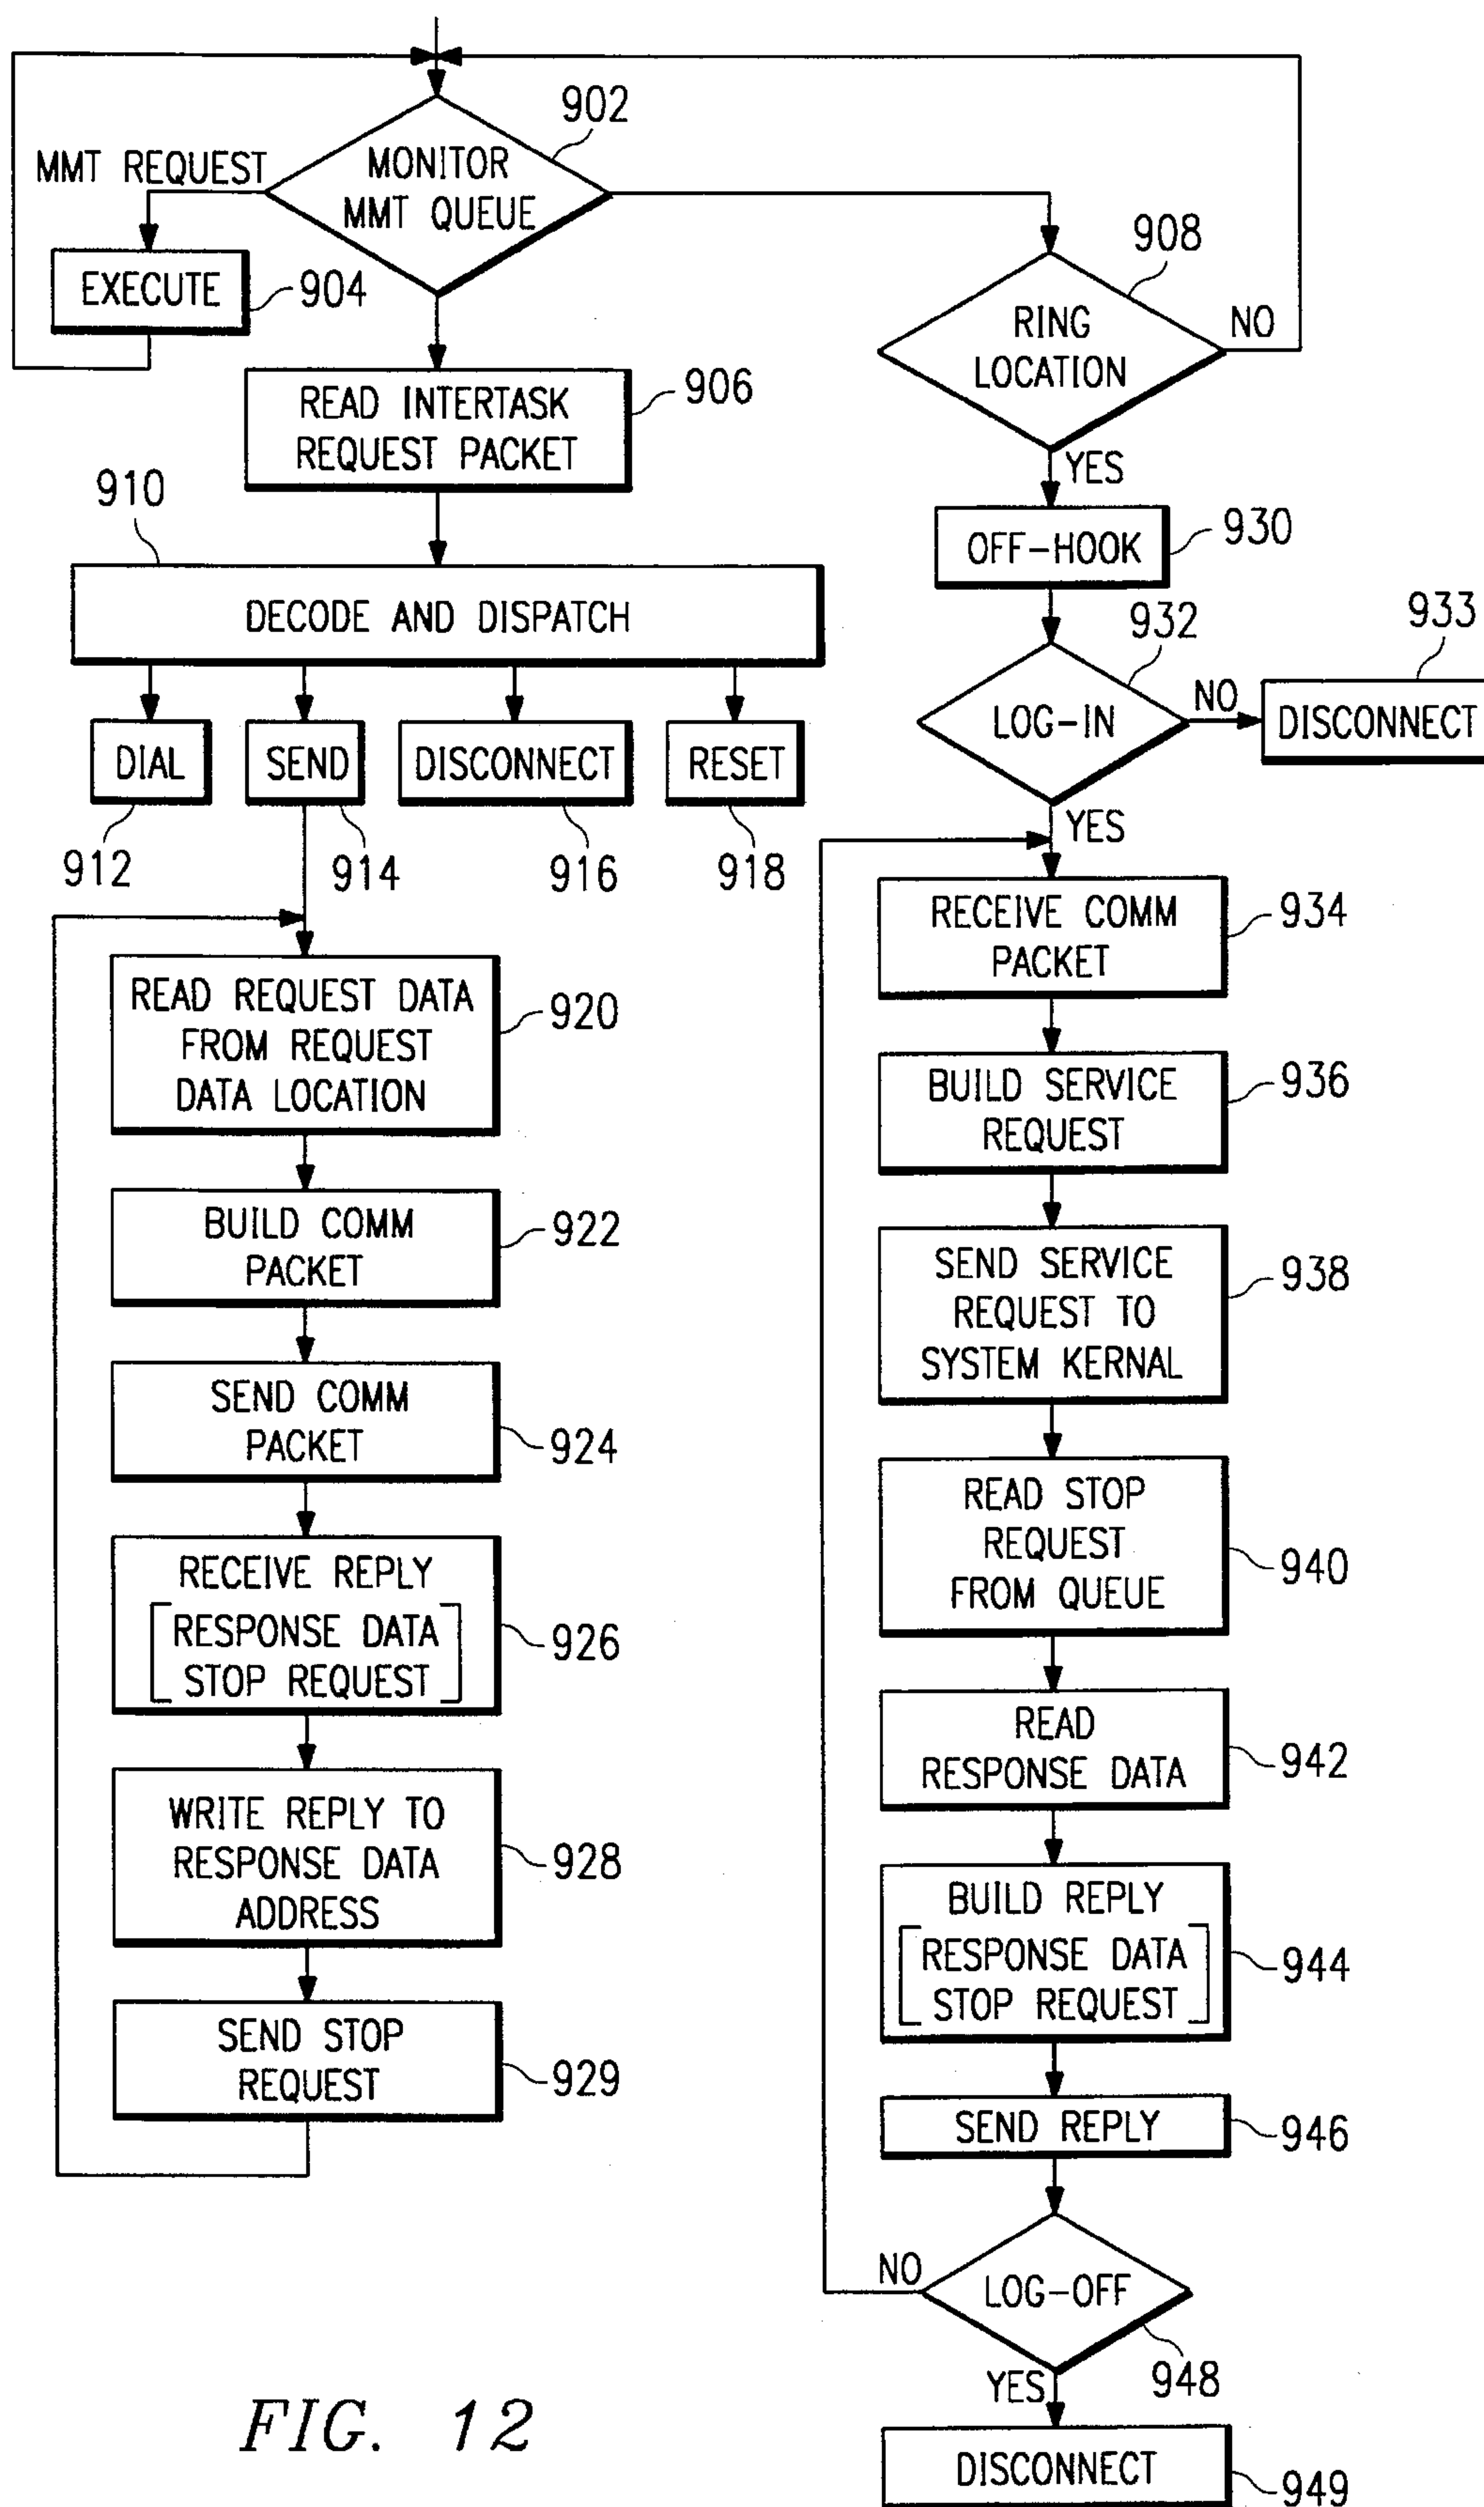 902
MMT REQUEST
MONITOR
MMT QUEUE
EXECUTE
904
908
RING
LOCATION
NO
YES
READ INTERTASK
REQUEST PACKET
906
910
DECODE AND DISPATCH
DIAL
SEND
DISCONNECT
RESET
912
914
916
918
READ REQUEST DATA
FROM REQUEST
DATA LOCATION
920
BUILD COMM
PACKET
922
SEND COMM
PACKET
924
RECEIVE REPLY
[RESPONSE DATA
STOP REQUEST]
926
WRITE REPLY TO
RESPONSE DATA
ADDRESS
928
SEND STOP
REQUEST
929
OFF-HOOK
930
932
LOG-IN
NO
933
DISCONNECT
YES
RECEIVE COMM
PACKET
934
BUILD SERVICE
REQUEST
936
SEND SERVICE
REQUEST TO
SYSTEM KERNAL
938
READ STOP
REQUEST
FROM QUEUE
940
READ
RESPONSE DATA
942
BUILD REPLY
[RESPONSE DATA
STOP REQUEST]
944
SEND REPLY
946
NO
LOG-OFF
948
YES
DISCONNECT
949
FIG. 12